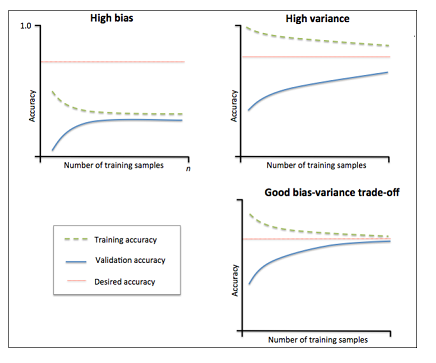 High bias
1.0
Accuracy
Number of training samples
n
High variance
Accuracy
Number of training samples
Good bias-variance trade-off
Accuracy
Number of training samples
Training accuracy
Validation accuracy
Desired accuracy